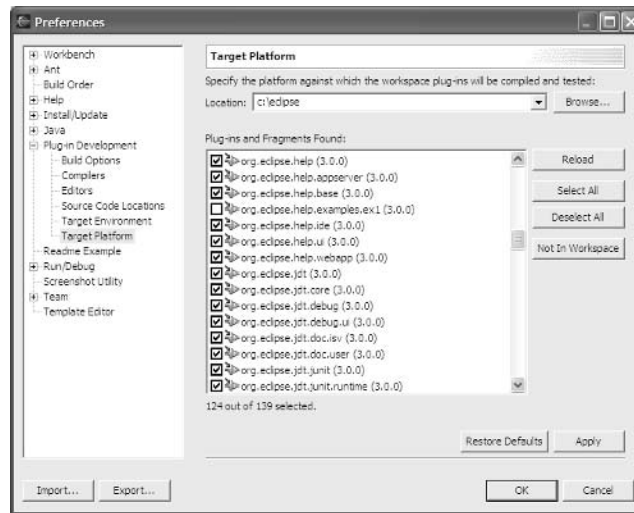 Preferences
Workbench
Ant
Build Order
Help
Install/Update
Java
Plug-in Development
Build Options
Compilers
Editors
Source Code Locations
Target Environment
Target Platform
Readme Example
Run/Debug
Screenshot Utility
Team
Template Editor
Target Platform
Specify the platform against which the workspace plug-ins will be compiled and tested:
Location: c:\eclipse Browse...
Plug-ins and Fragments Found:
org.eclipse.help (3.0.0)
org.eclipse.help.appserver (3.0.0)
org.eclipse.help.base (3.0.0)
org.eclipse.help.examples.ex1 (3.0.0)
org.eclipse.help.ide (3.0.0)
org.eclipse.help.ui (3.0.0)
org.eclipse.help.webapp (3.0.0)
org.eclipse.jdt (3.0.0)
org.eclipse.jdt.core (3.0.0)
org.eclipse.jdt.debug (3.0.0)
org.eclipse.jdt.debug.ui (3.0.0)
org.eclipse.jdt.doc.isv (3.0.0)
org.eclipse.jdt.doc.user (3.0.0)
org.eclipse.jdt.junit (3.0.0)
org.eclipse.jdt.junit.runtime (3.0.0)
Reload
Select All
Deselect All
Not In Workspace
124 out of 139 selected.
Restore Defaults Apply
Import... Export... OK Cancel